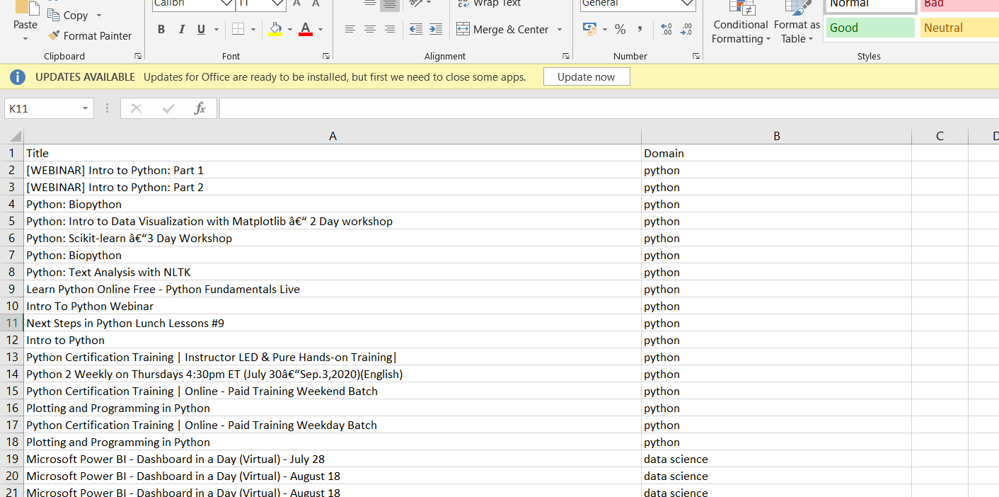 Calibri 11 A A Wrap Text General Normal Bad
Paste Copy
Format Painter
B I U A Merge & Center % , .00 .00
Conditional Formatting Format as Table Good Neutral
Clipboard Font Alignment Number Styles
UPDATES AVAILABLE Updates for Office are ready to be installed, but first we need to close some apps. Update now
K11 fx
A B C D
1 Title Domain
2 [WEBINAR] Intro to Python: Part 1 python
3 [WEBINAR] Intro to Python: Part 2 python
4 Python: Biopython python
5 Python: Intro to Data Visualization with Matplotlib â€“ 2 Day workshop python
6 Python: Scikit-learn â€“3 Day Workshop python
7 Python: Biopython python
8 Python: Text Analysis with NLTK python
9 Learn Python Online Free - Python Fundamentals Live python
10 Intro To Python Webinar python
11 Next Steps in Python Lunch Lessons #9 python
12 Intro to Python python
13 Python Certification Training | Instructor LED & Pure Hands-on Training| python
14 Python 2 Weekly on Thursdays 4:30pm ET (July 30â€“Sep.3,2020)(English) python
15 Python Certification Training | Online - Paid Training Weekend Batch python
16 Plotting and Programming in Python python
17 Python Certification Training | Online - Paid Training Weekday Batch python
18 Plotting and Programming in Python python
19 Microsoft Power BI - Dashboard in a Day (Virtual) - July 28 data science
20 Microsoft Power BI - Dashboard in a Day (Virtual) - August 18 data science
21 Microsoft Power BI - Dashboard in a Day (Virtual) - August 18 data science